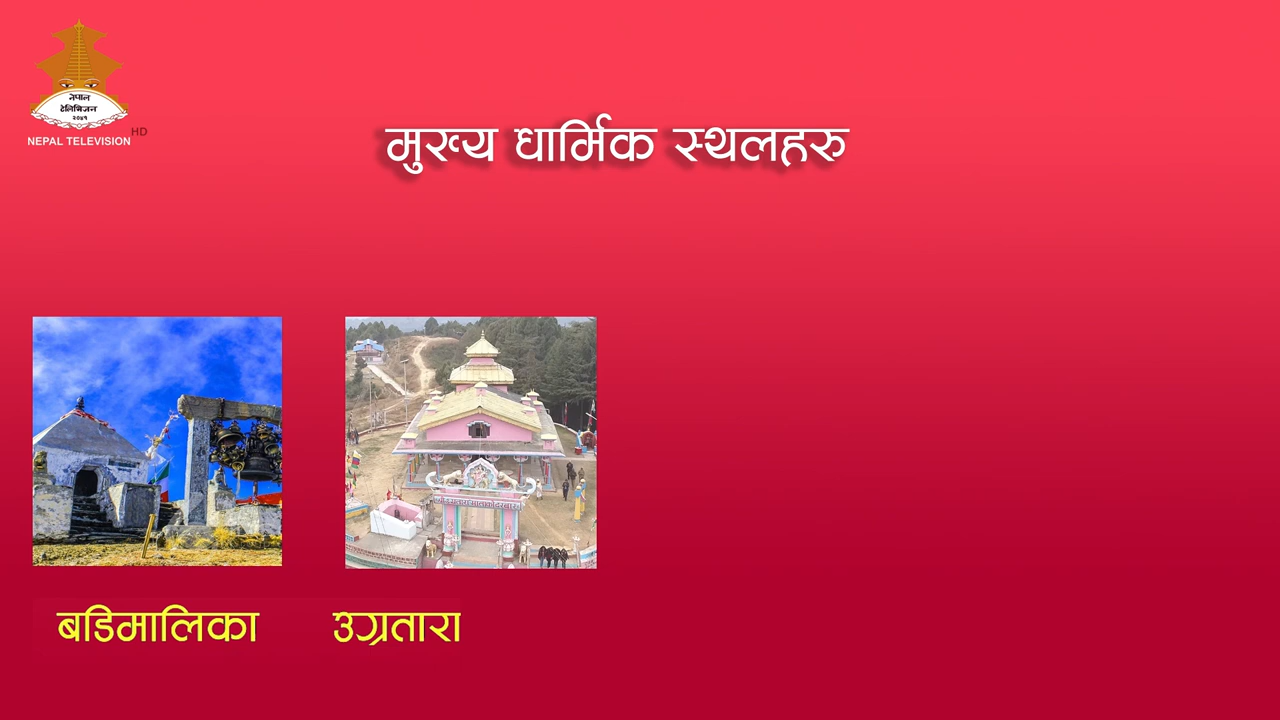 नेपाल
टेलिभिजन
२०४१
HD
NEPAL TELEVISION
मुख्य धार्मिक स्थलहरु
बडिमालिका
उग्रतारा